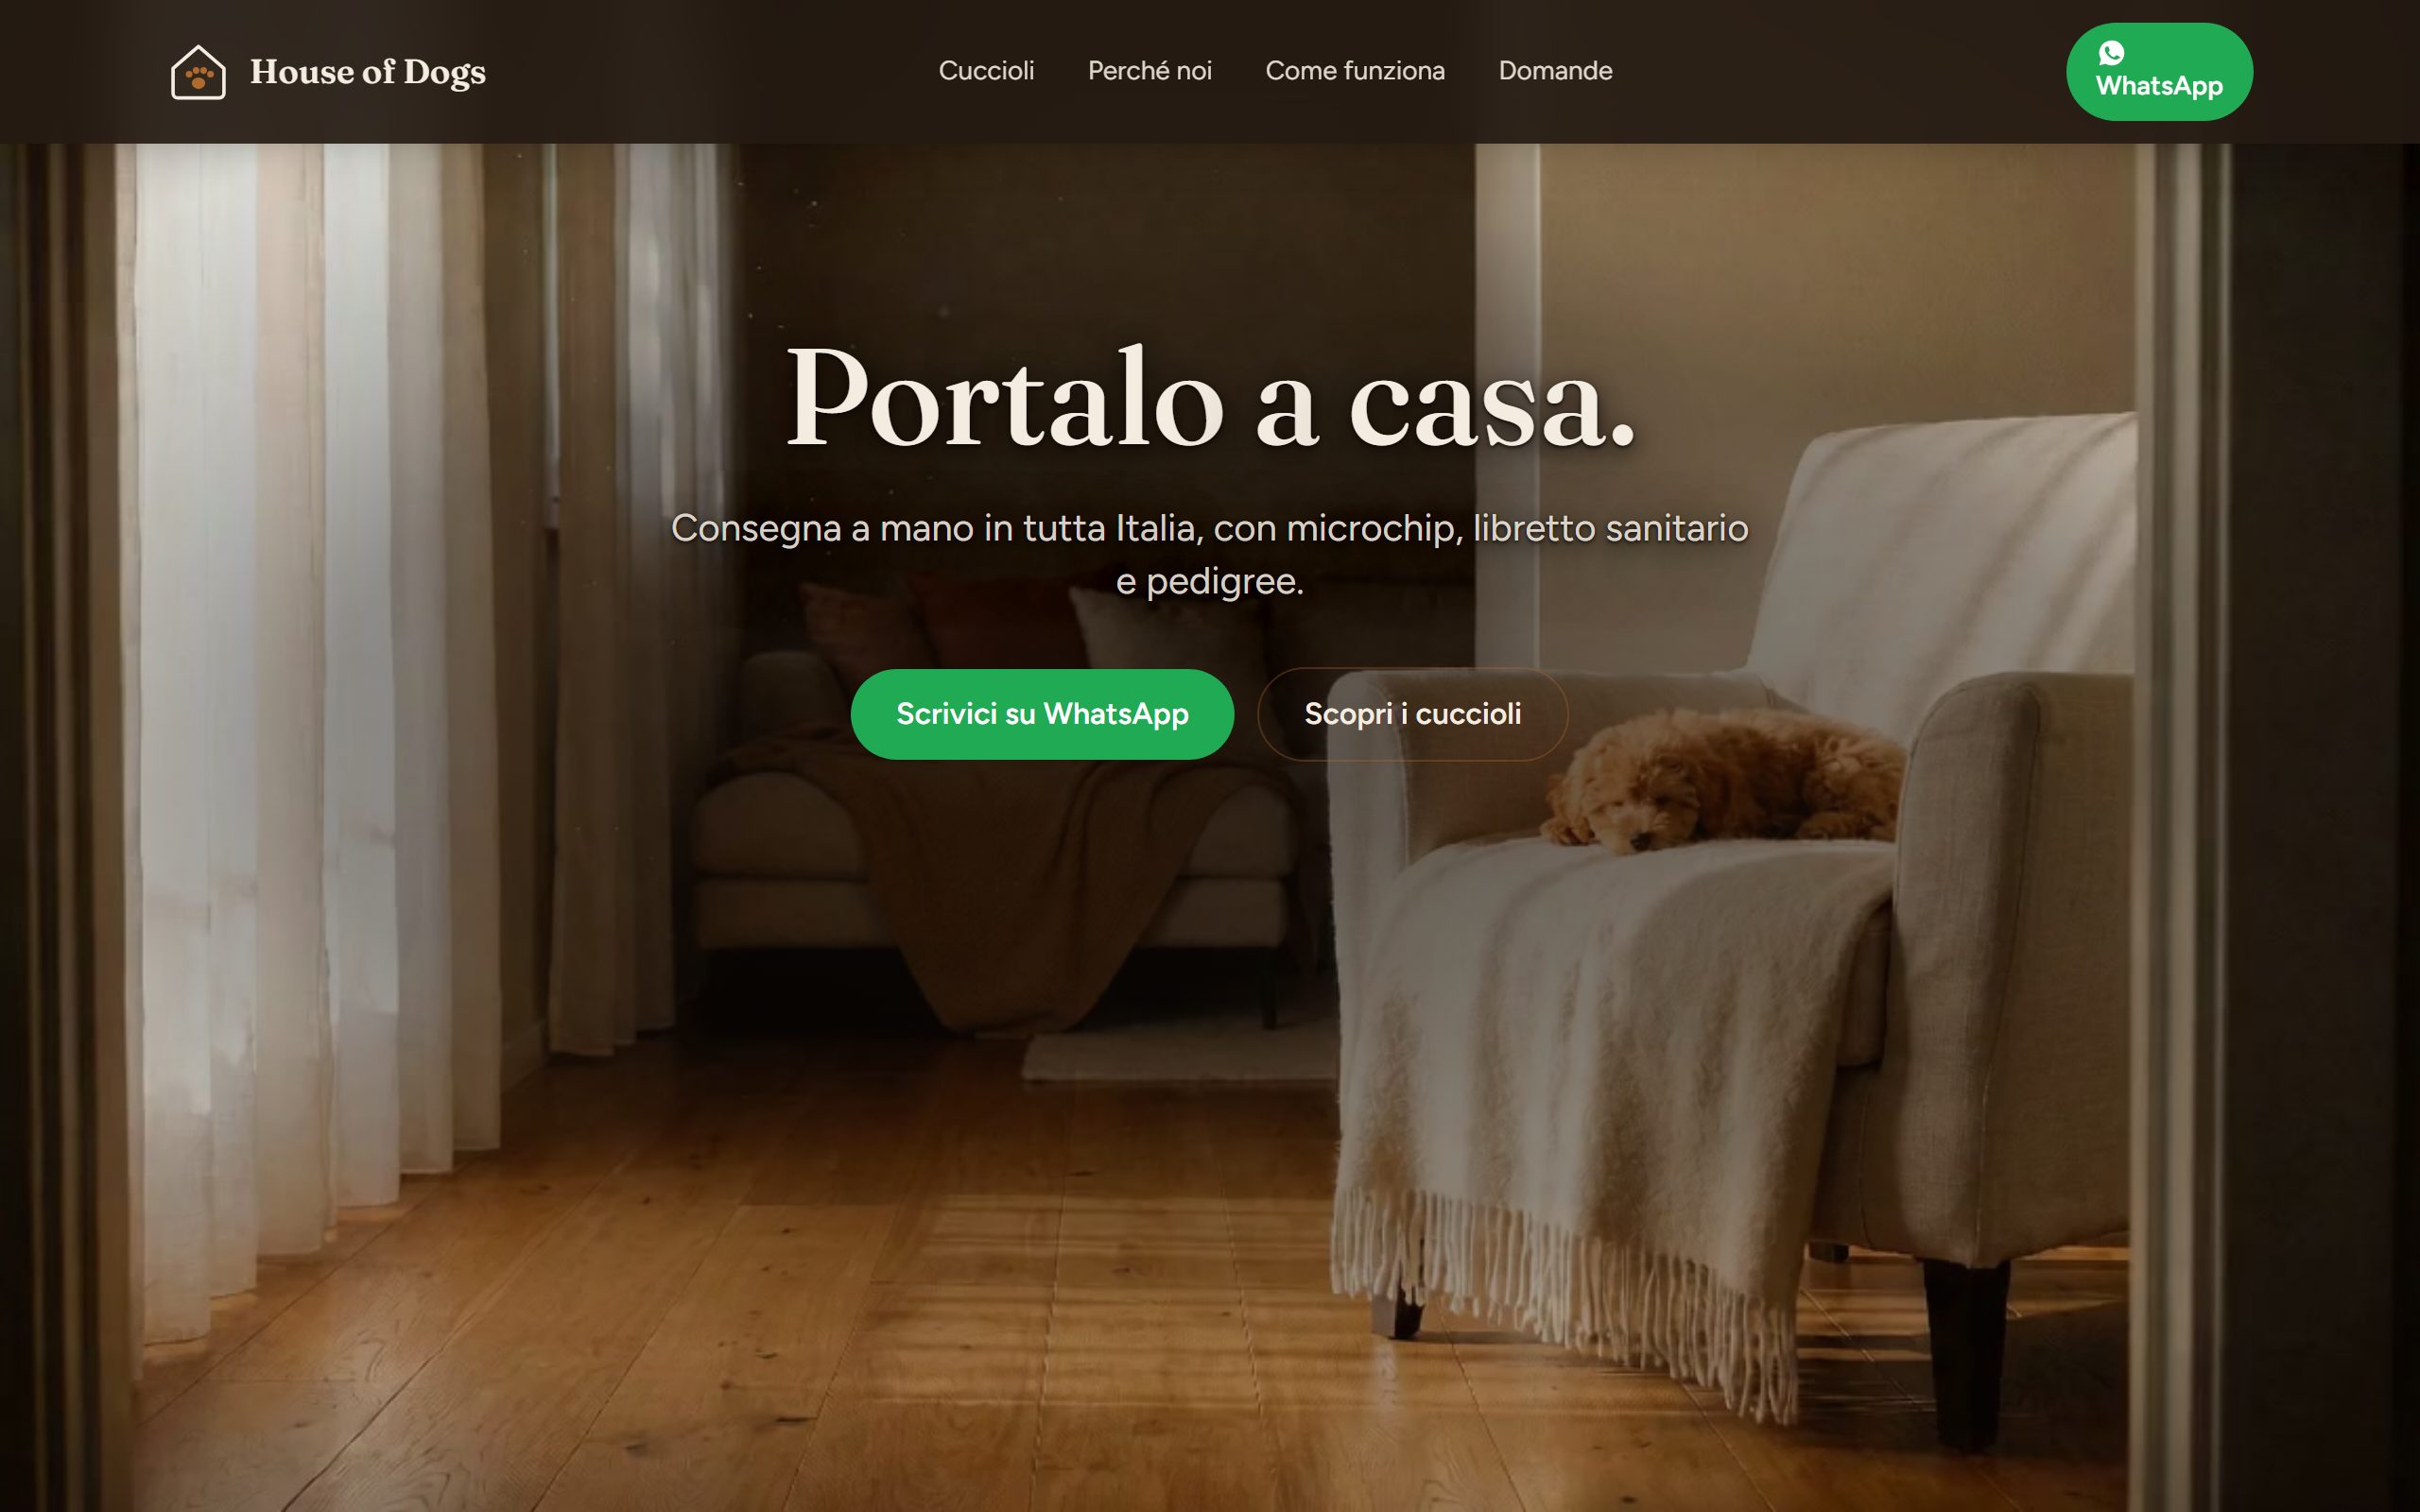 House of Dogs
Cuccioli
Perché noi
Come funziona
Domande
WhatsApp
Portalo a casa.
Consegna a mano in tutta Italia, con microchip, libretto sanitario
e pedigree.
Scrivici su WhatsApp
Scopri i cuccioli